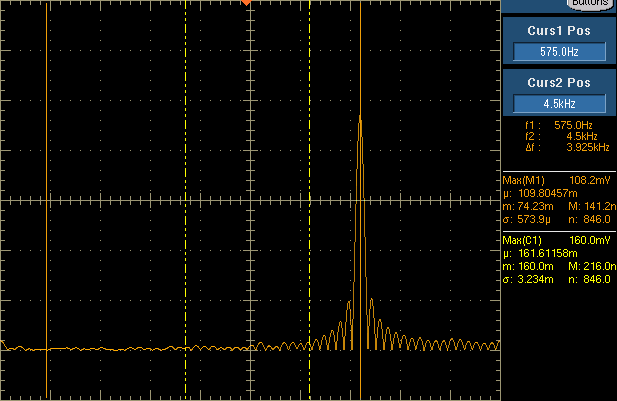 Buttons
Curs1 Pos
575.0Hz
Curs2 Pos
4.5kHz
f1 : 575.0Hz
f2 : 4.5kHz
Δf : 3.925kHz
Max(M1) 108.2mV
µ: 109.80457m
m: 74.23m M: 141.2n
σ: 573.9µ n: 846.0
Max(C1) 160.0mV
µ: 161.61158m
m: 160.0m M: 216.0n
σ: 3.234m n: 846.0